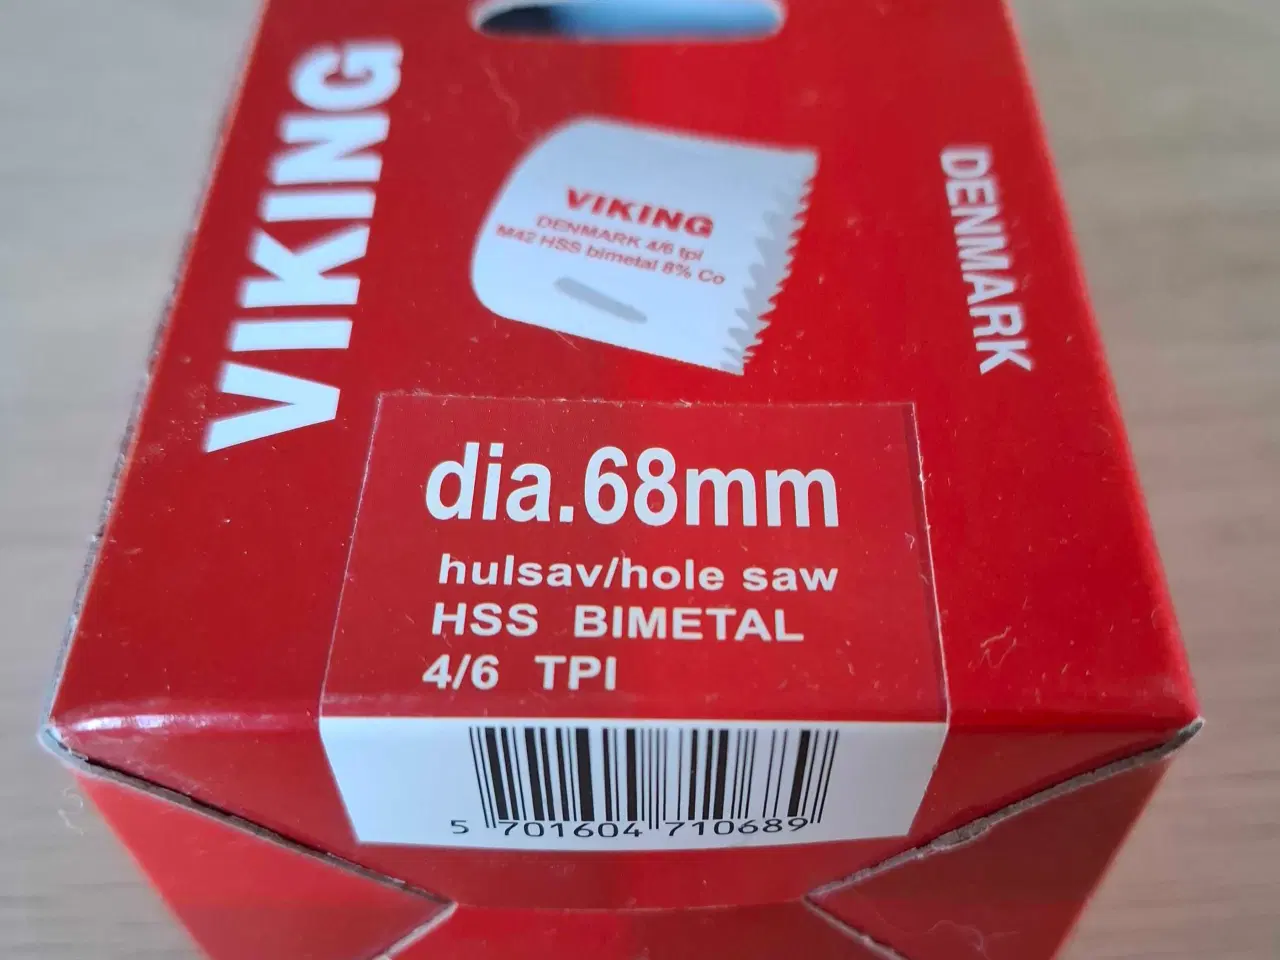 VIKING
VIKING
DENMARK 4/6 tpi
M42 HSS bimetal 8% Co
DENMARK
dia.68mm
hulsav/hole saw
HSS BIMETAL
4/6 TPI
5 701604 710689